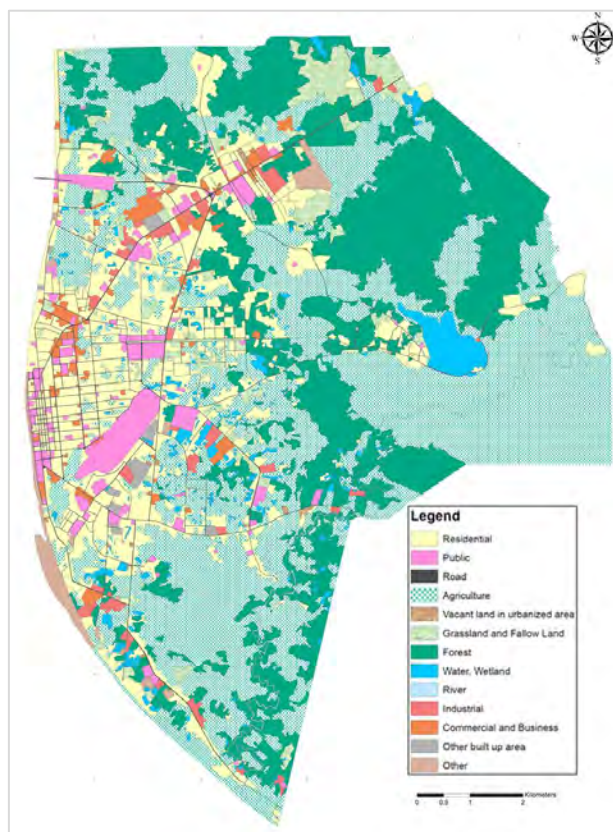 N
W E
S
Legend
Residential
Public
Road
Agriculture
Vacant land in urbanized area
Grassland and Fallow Land
Forest
Water, Wetland
River
Industrial
Commercial and Business
Other built up area
Other
Kilometers
0 0.5 1 2